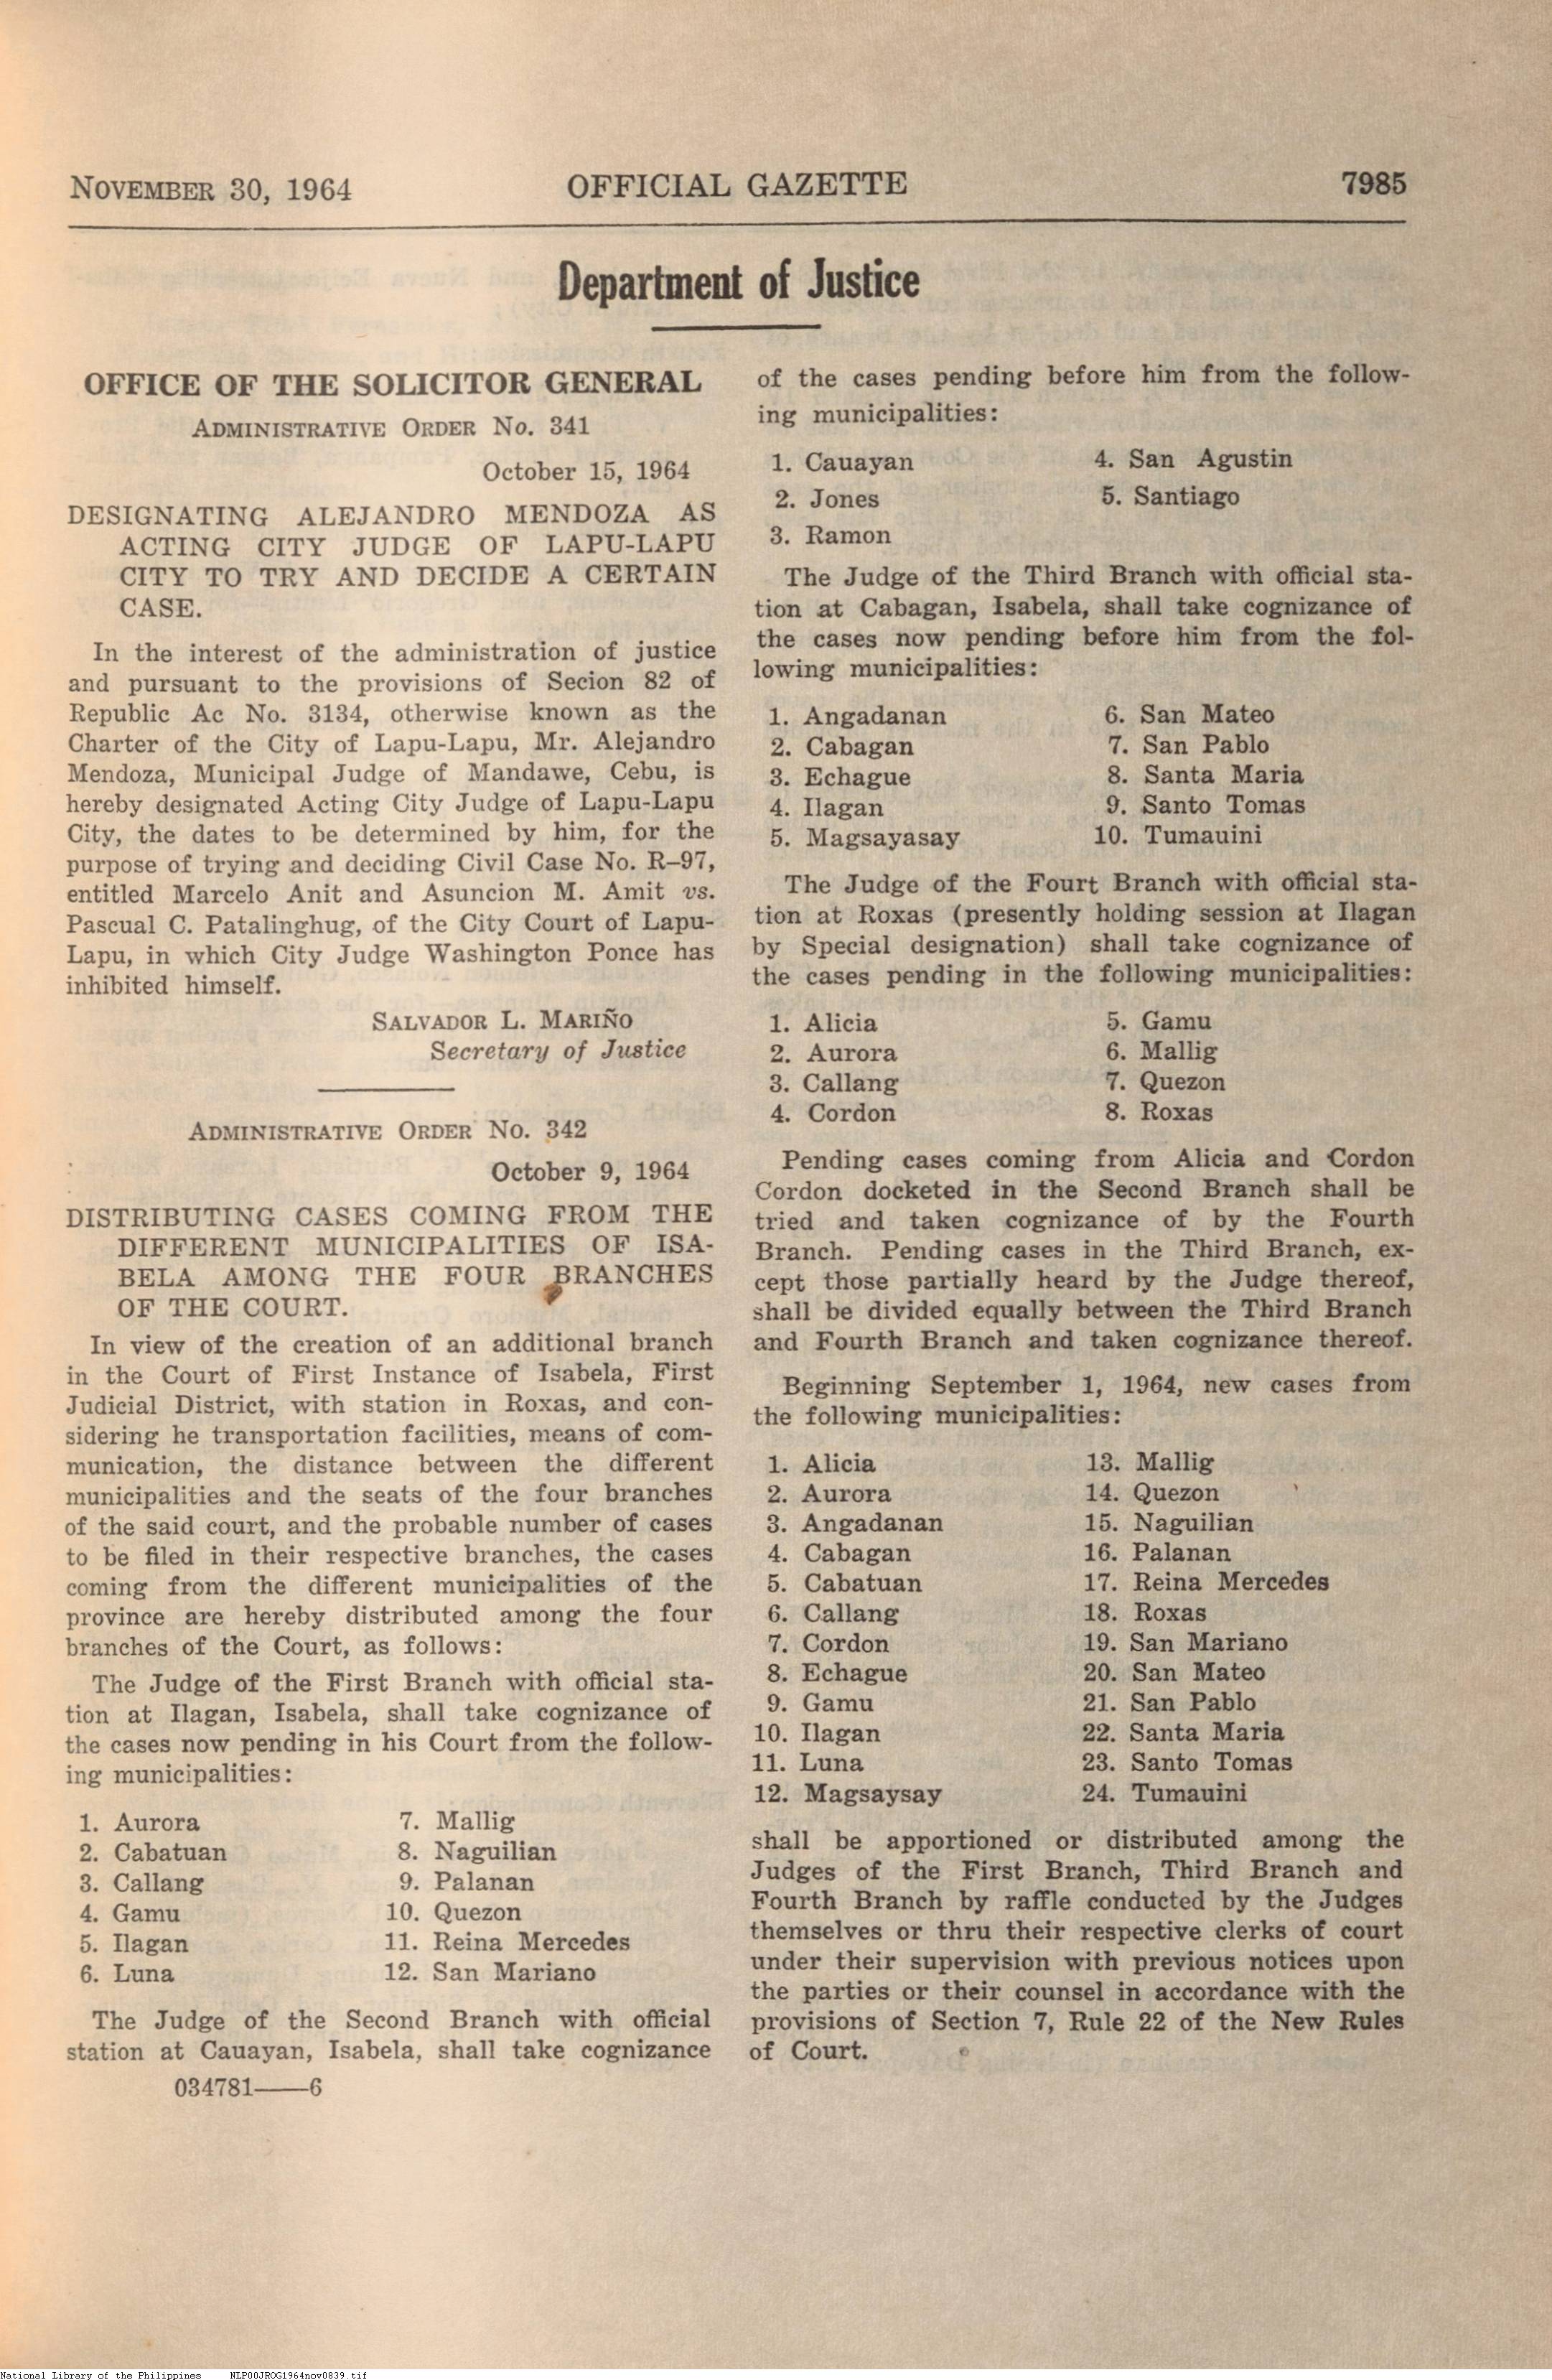 NOVEMBER 30, 1964 OFFICIAL GAZETTE 7985
Department of Justice
OFFICE OF THE SOLICITOR GENERAL
ADMINISTRATIVE ORDER No. 341
October 15, 1964
DESIGNATING ALEJANDRO MENDOZA AS
ACTING CITY JUDGE OF LAPU-LAPU
CITY TO TRY AND DECIDE A CERTAIN
CASE.
In the interest of the administration of justice
and pursuant to the provisions of Secion 82 of
Republic Ac No. 3134, otherwise known as the
Charter of the City of Lapu-Lapu, Mr. Alejandro
Mendoza, Municipal Judge of Mandawe, Cebu, is
hereby designated Acting City Judge of Lapu-Lapu
City, the dates to be determined by him, for the
purpose of trying and deciding Civil Case No. R–97,
entitled Marcelo Anit and Asuncion M. Amit vs.
Pascual C. Patalinghug, of the City Court of Lapu-
Lapu, in which City Judge Washington Ponce has
inhibited himself.
SALVADOR L. MARIÑO
Secretary of Justice
ADMINISTRATIVE ORDER No. 342
October 9, 1964
DISTRIBUTING CASES COMING FROM THE
DIFFERENT MUNICIPALITIES OF ISA-
BELA AMONG THE FOUR BRANCHES
OF THE COURT.
In view of the creation of an additional branch
in the Court of First Instance of Isabela, First
Judicial District, with station in Roxas, and con-
sidering he transportation facilities, means of com-
munication, the distance between the different
municipalities and the seats of the four branches
of the said court, and the probable number of cases
to be filed in their respective branches, the cases
coming from the different municipalities of the
province are hereby distributed among the four
branches of the Court, as follows:
The Judge of the First Branch with official sta-
tion at Ilagan, Isabela, shall take cognizance of
the cases now pending in his Court from the follow-
ing municipalities:
1. Aurora
2. Cabatuan
3. Callang
4. Gamu
5. Ilagan
6. Luna
7. Mallig
8. Naguilian
9. Palanan
10. Quezon
11. Reina Mercedes
12. San Mariano
The Judge of the Second Branch with official
station at Cauayan, Isabela, shall take cognizance
034781——6
of the cases pending before him from the follow-
ing municipalities:
1. Cauayan
2. Jones
3. Ramon
4. San Agustin
5. Santiago
The Judge of the Third Branch with official sta-
tion at Cabagan, Isabela, shall take cognizance of
the cases now pending before him from the fol-
lowing municipalities:
1. Angadanan
2. Cabagan
3. Echague
4. Ilagan
5. Magsayasay
6. San Mateo
7. San Pablo
8. Santa Maria
9. Santo Tomas
10. Tumauini
The Judge of the Fourt Branch with official sta-
tion at Roxas (presently holding session at Ilagan
by Special designation) shall take cognizance of
the cases pending in the following municipalities:
1. Alicia
2. Aurora
3. Callang
4. Cordon
5. Gamu
6. Mallig
7. Quezon
8. Roxas
Pending cases coming from Alicia and Cordon
Cordon docketed in the Second Branch shall be
tried and taken cognizance of by the Fourth
Branch. Pending cases in the Third Branch, ex-
cept those partially heard by the Judge thereof,
shall be divided equally between the Third Branch
and Fourth Branch and taken cognizance thereof.
Beginning September 1, 1964, new cases from
the following municipalities:
1. Alicia
2. Aurora
3. Angadanan
4. Cabagan
5. Cabatuan
6. Callang
7. Cordon
8. Echague
9. Gamu
10. Ilagan
11. Luna
12. Magsaysay
13. Mallig
14. Quezon
15. Naguilian
16. Palanan
17. Reina Mercedes
18. Roxas
19. San Mariano
20. San Mateo
21. San Pablo
22. Santa Maria
23. Santo Tomas
24. Tumauini
shall be apportioned or distributed among the
Judges of the First Branch, Third Branch and
Fourth Branch by raffle conducted by the Judges
themselves or thru their respective clerks of court
under their supervision with previous notices upon
the parties or their counsel in accordance with the
provisions of Section 7, Rule 22 of the New Rules
of Court.
National Library of the Philippines NLP00JROG1964nov0839.tif